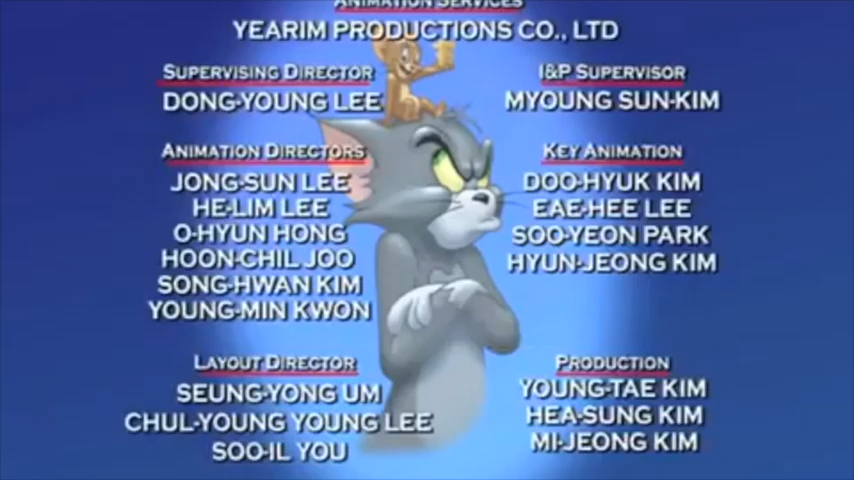 ANIMATION SERVICES
YEARIM PRODUCTIONS CO., LTD
SUPERVISING DIRECTOR
DONG-YOUNG LEE
I&P SUPERVISOR
MYOUNG SUN-KIM
ANIMATION DIRECTORS
JONG-SUN LEE
HE-LIM LEE
O-HYUN HONG
HOON-CHIL JOO
SONG-HWAN KIM
YOUNG-MIN KWON
KEY ANIMATION
DOO-HYUK KIM
EAE-HEE LEE
SOO-YEON PARK
HYUN-JEONG KIM
LAYOUT DIRECTOR
SEUNG-YONG UM
CHUL-YOUNG YOUNG LEE
SOO-IL YOU
PRODUCTION
YOUNG-TAE KIM
HEA-SUNG KIM
MI-JEONG KIM